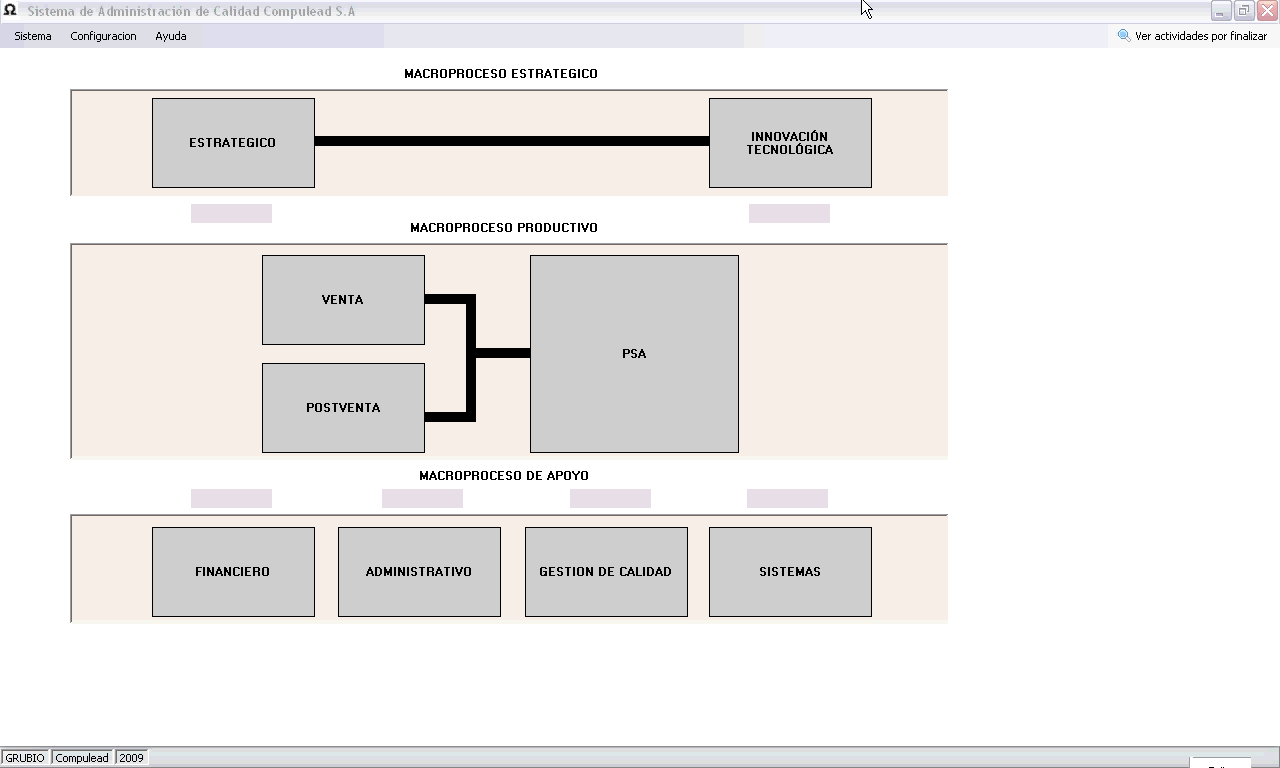 Sistema de Administración de Calidad Compulead S.A
Sistema Configuracion Ayuda Ver actividades por finalizar
MACROPROCESO ESTRATEGICO
ESTRATEGICO
INNOVACIÓN
TECNOLÓGICA
MACROPROCESO PRODUCTIVO
VENTA
PSA
POSTVENTA
MACROPROCESO DE APOYO
FINANCIERO
ADMINISTRATIVO
GESTION DE CALIDAD
SISTEMAS
GRUBIO Compulead 2009